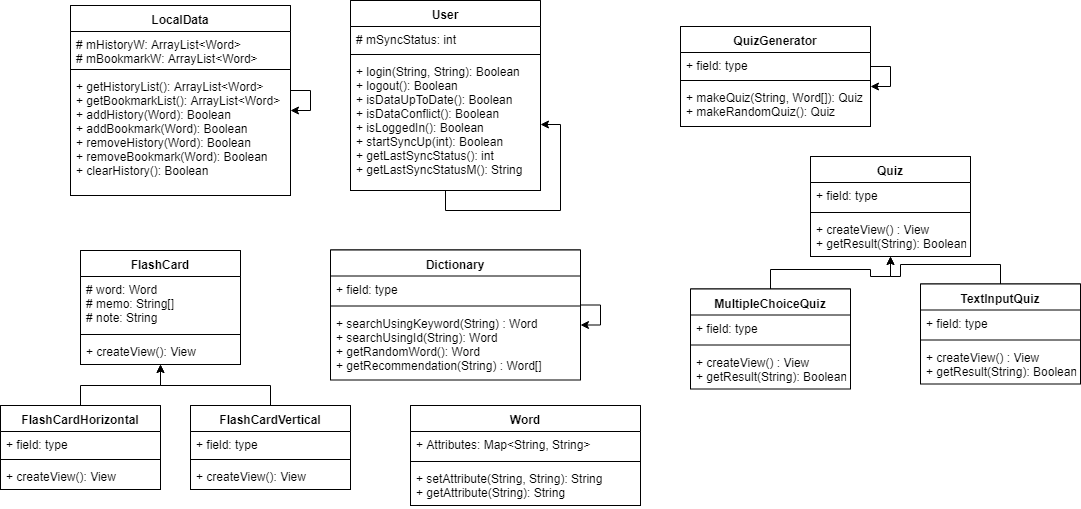 LocalData
# mHistoryW: ArrayList<Word>
# mBookmarkW: ArrayList<Word>
+ getHistoryList(): ArrayList<Word>
+ getBookmarkList(): ArrayList<Word>
+ addHistory(Word): Boolean
+ addBookmark(Word): Boolean
+ removeHistory(Word): Boolean
+ removeBookmark(Word): Boolean
+ clearHistory(): Boolean
User
# mSyncStatus: int
+ login(String, String): Boolean
+ logout(): Boolean
+ isDataUpToDate(): Boolean
+ isDataConflict(): Boolean
+ isLoggedIn(): Boolean
+ startSyncUp(int): Boolean
+ getLastSyncStatus(): int
+ getLastSyncStatusM(): String
QuizGenerator
+ field: type
+ makeQuiz(String, Word[]): Quiz
+ makeRandomQuiz(): Quiz
Quiz
+ field: type
+ createView() : View
+ getResult(String): Boolean
FlashCard
# word: Word
# memo: String[]
# note: String
+ createView(): View
Dictionary
+ field: type
+ searchUsingKeyword(String) : Word
+ searchUsingId(String): Word
+ getRandomWord(): Word
+ getRecommendation(String) : Word[]
MultipleChoiceQuiz
+ field: type
+ createView() : View
+ getResult(String): Boolean
TextInputQuiz
+ field: type
+ createView() : View
+ getResult(String): Boolean
FlashCardHorizontal
+ field: type
+ createView(): View
FlashCardVertical
+ field: type
+ createView(): View
Word
+ Attributes: Map<String, String>
+ setAttribute(String, String): String
+ getAttribute(String): String